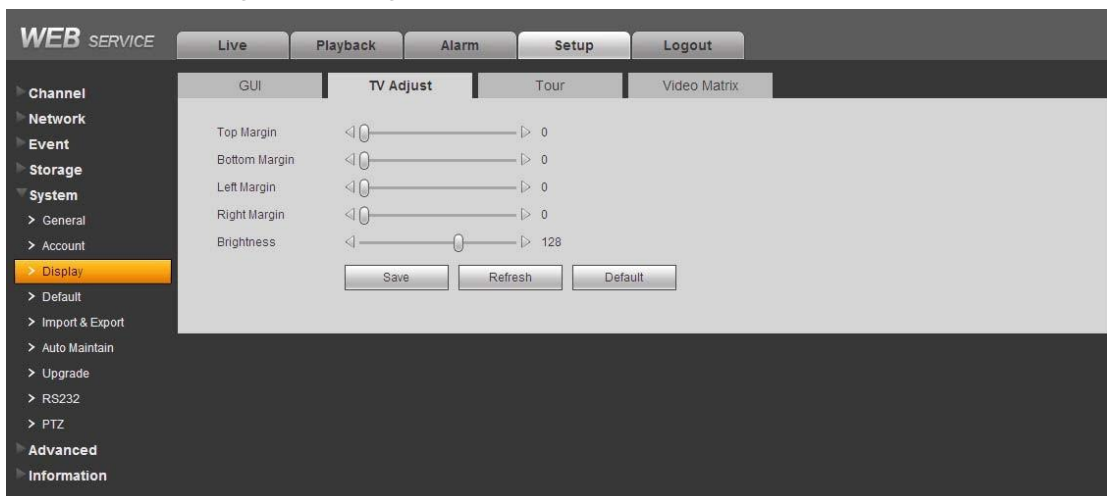 WEB SERVICE
Live Playback Alarm Setup Logout
GUI TV Adjust Tour Video Matrix
Channel
Network
Event
Storage
System
General
Account
Display
Default
Import & Export
Auto Maintain
Upgrade
RS232
PTZ
Advanced
Information
Top Margin 0
Bottom Margin 0
Left Margin 0
Right Margin 0
Brightness 128
Save Refresh Default